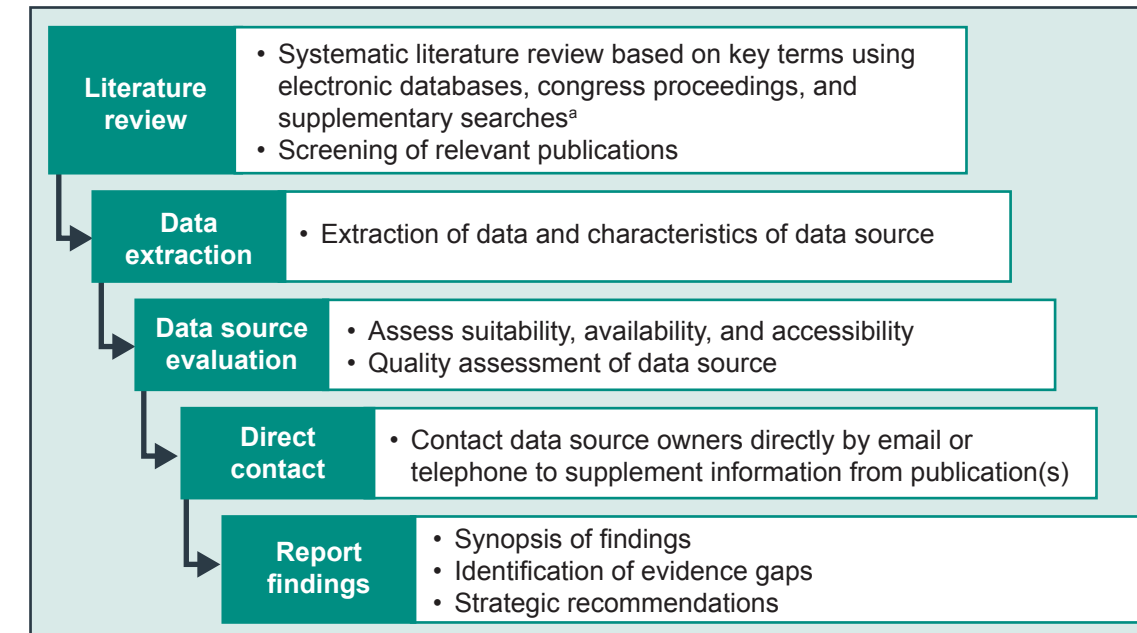 Literature
review
• Systematic literature review based on key terms using
electronic databases, congress proceedings, and
supplementary searchesᵃ
• Screening of relevant publications
Data
extraction
• Extraction of data and characteristics of data source
Data source
evaluation
• Assess suitability, availability, and accessibility
• Quality assessment of data source
Direct
contact
• Contact data source owners directly by email or
telephone to supplement information from publication(s)
Report
findings
• Synopsis of findings
• Identification of evidence gaps
• Strategic recommendations